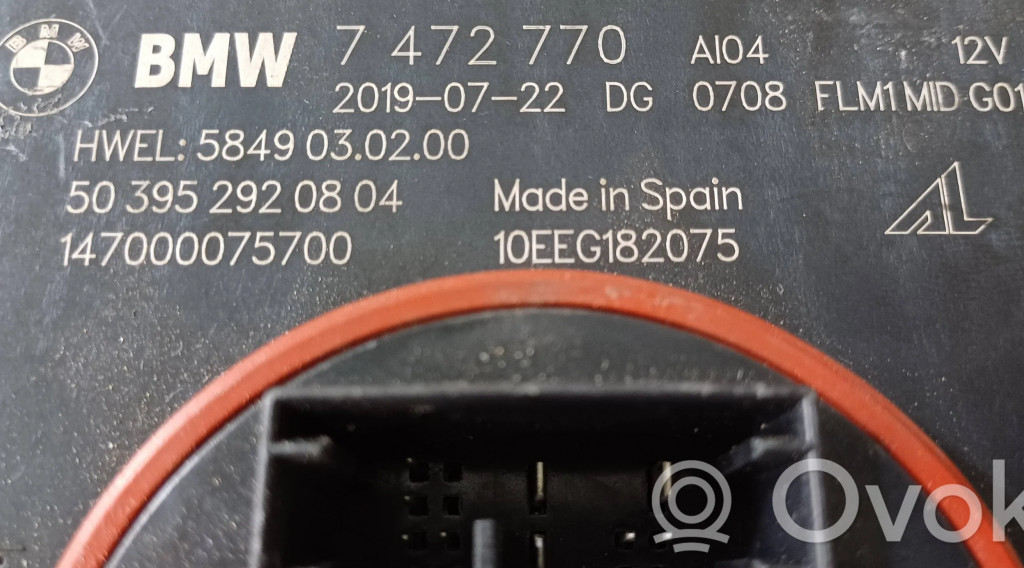 BMW BMW 7 472 770 AI04 12V
2019-07-22 DG 0708 FLM1 MID G01
HWEL: 5849 03.02.00
50 395 292 08 04 Made in Spain
147000075700 10EEG182075
Ovok